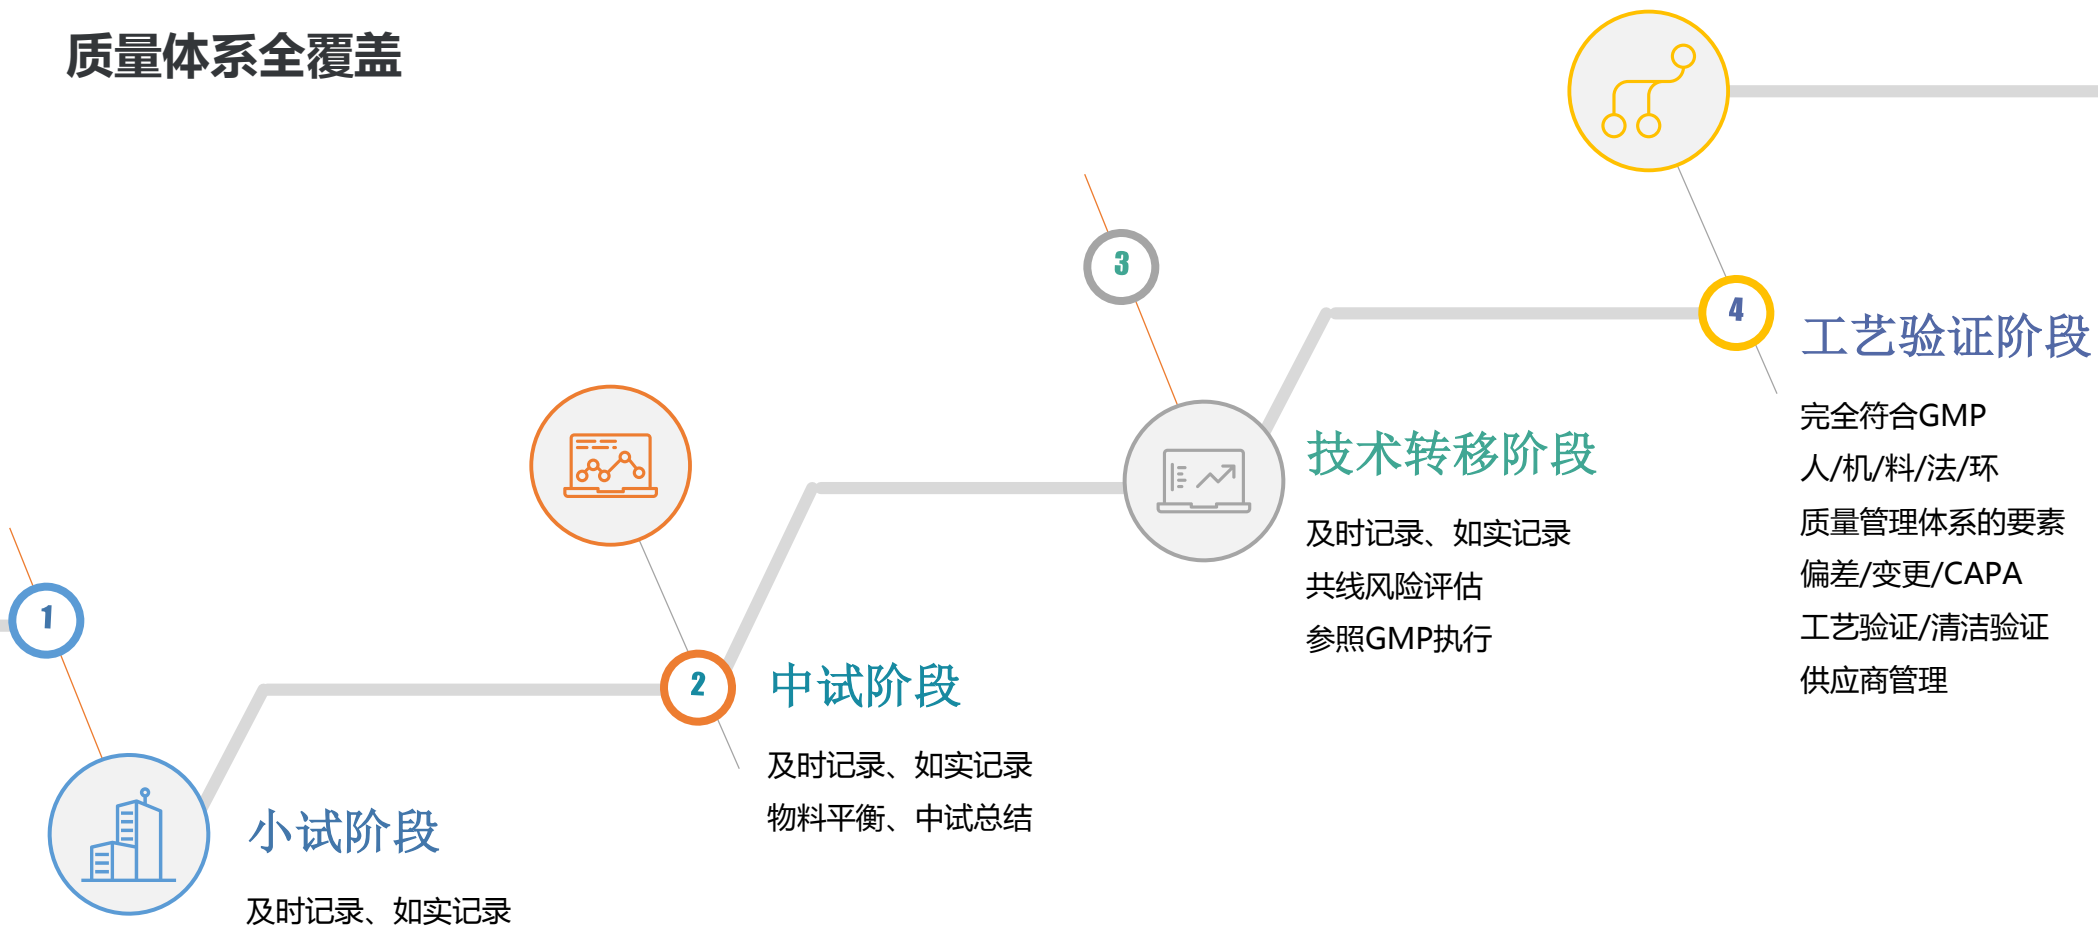 质量体系全覆盖
1
小试阶段
及时记录、如实记录
2
中试阶段
及时记录、如实记录
物料平衡、中试总结
3
技术转移阶段
及时记录、如实记录
共线风险评估
参照GMP执行
4
工艺验证阶段
完全符合GMP
人/机/料/法/环
质量管理体系的要素
偏差/变更/CAPA
工艺验证/清洁验证
供应商管理